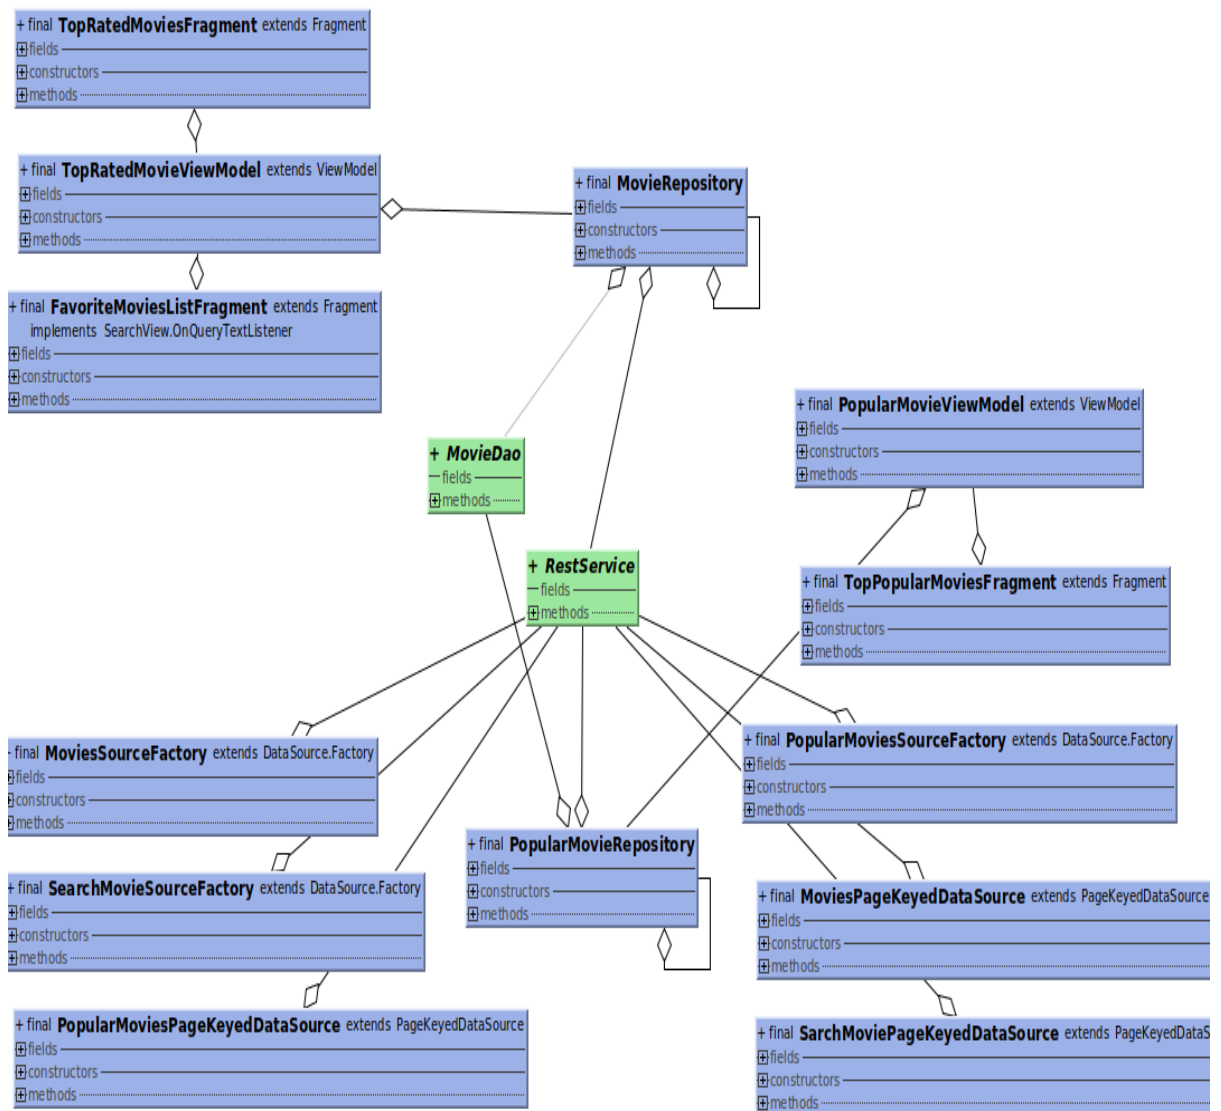 + final TopRatedMoviesFragment extends Fragment
fields
constructors
methods
+ final TopRatedMovieViewModel extends ViewModel
fields
constructors
methods
+ final MovieRepository
fields
constructors
methods
+ final FavoriteMoviesListFragment extends Fragment
implements SearchView.OnQueryTextListener
fields
constructors
methods
+ final PopularMovieViewModel extends ViewModel
fields
constructors
methods
+ MovieDao
fields
methods
+ RestService
fields
methods
+ final TopPopularMoviesFragment extends Fragment
fields
constructors
methods
final MoviesSourceFactory extends DataSource.Factory
fields
constructors
methods
+ final PopularMoviesSourceFactory extends DataSource.Factory
fields
constructors
methods
+ final PopularMovieRepository
fields
constructors
methods
+ final SearchMovieSourceFactory extends DataSource.Factory
fields
constructors
methods
+ final MoviesPageKeyedDataSource extends PageKeyedDataSource
fields
constructors
methods
+ final PopularMoviesPageKeyedDataSource extends PageKeyedDataSource
fields
constructors
methods
+ final SarchMoviePageKeyedDataSource extends PageKeyedDataS
fields
constructors
methods